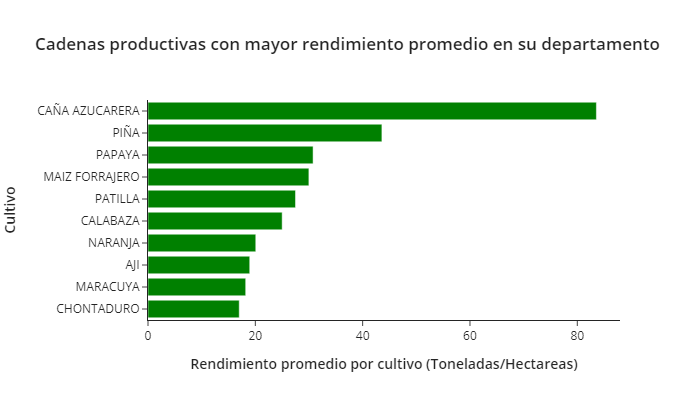 Cadenas productivas con mayor rendimiento promedio en su departamento
Cultivo
CAÑA AZUCARERA
PIÑA
PAPAYA
MAIZ FORRAJERO
PATILLA
CALABAZA
NARANJA
AJI
MARACUYA
CHONTADURO
0 20 40 60 80
Rendimiento promedio por cultivo (Toneladas/Hectareas)